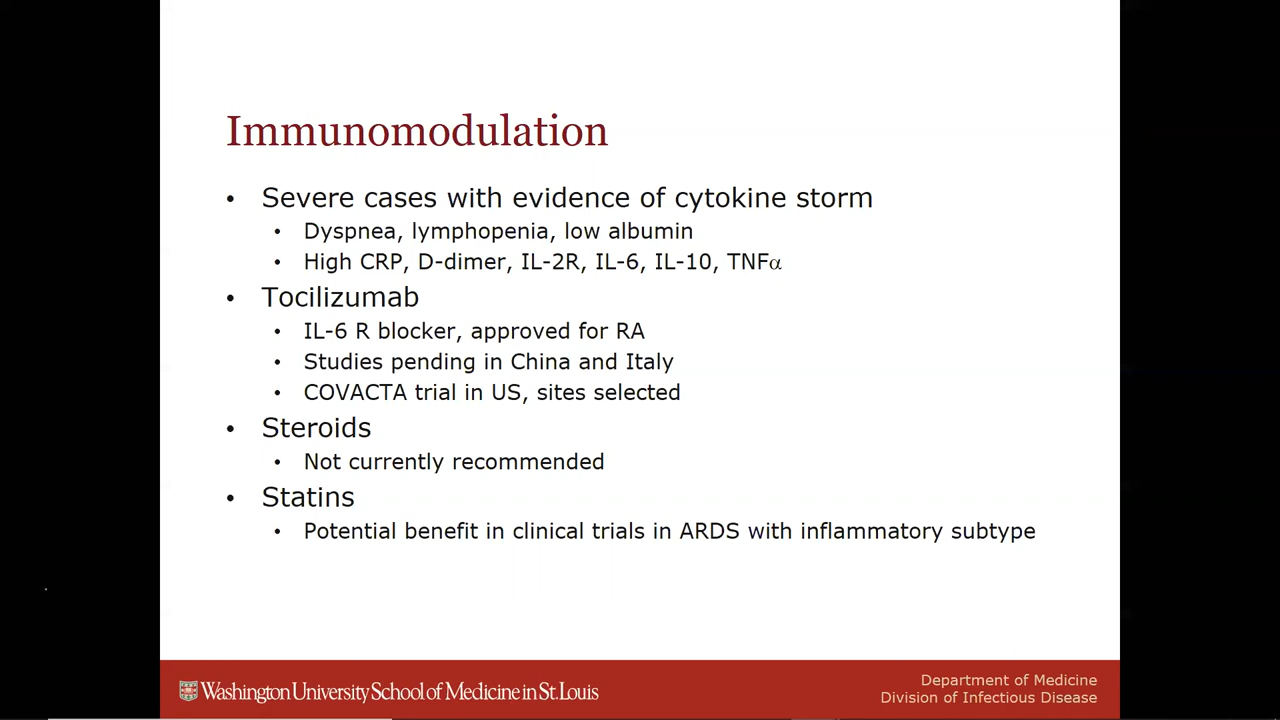 Immunomodulation
• Severe cases with evidence of cytokine storm
• Dyspnea, lymphopenia, low albumin
• High CRP, D-dimer, IL-2R, IL-6, IL-10, TNFα
• Tocilizumab
• IL-6 R blocker, approved for RA
• Studies pending in China and Italy
• COVACTA trial in US, sites selected
• Steroids
• Not currently recommended
• Statins
• Potential benefit in clinical trials in ARDS with inflammatory subtype
Washington University School of Medicine in St. Louis
Department of Medicine
Division of Infectious Disease